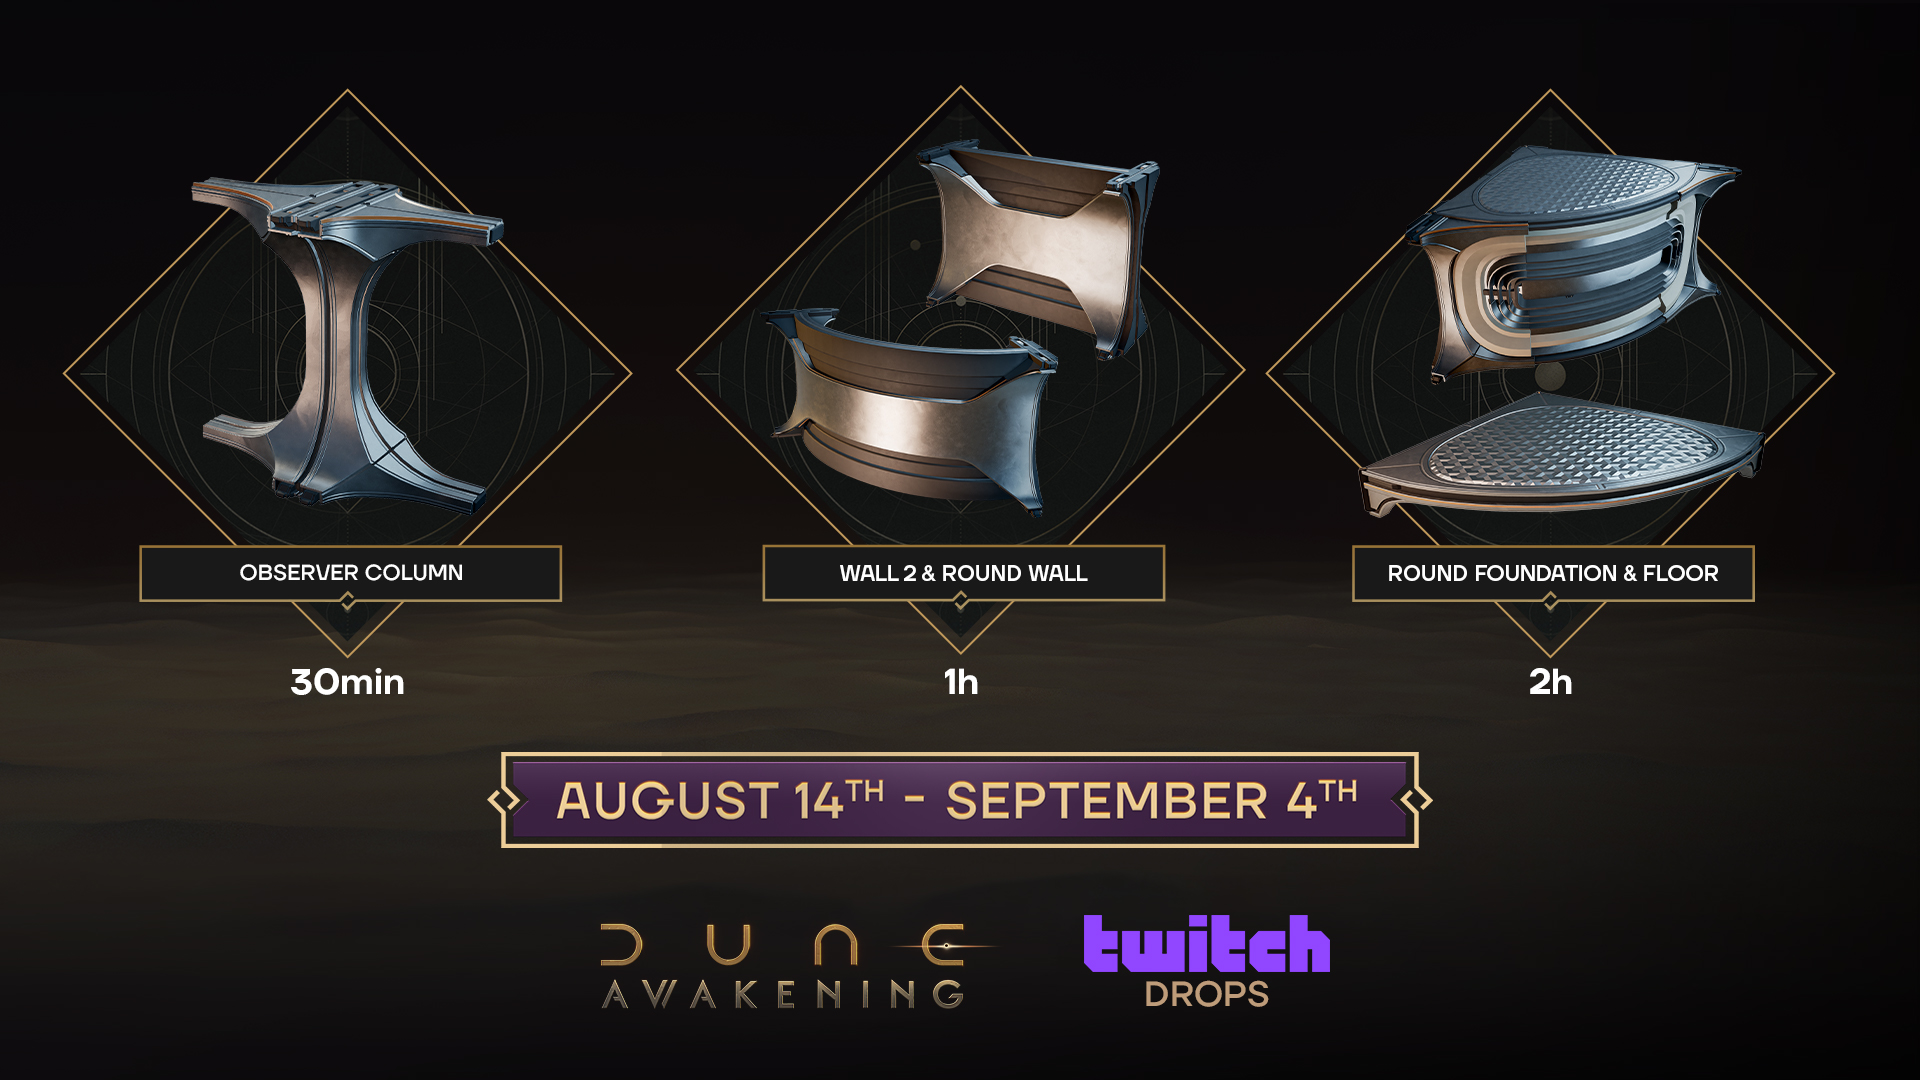 OBSERVER COLUMN
WALL 2 & ROUND WALL
ROUND FOUNDATION & FLOOR
30min
1h
2h
AUGUST 14TH - SEPTEMBER 4TH
DUNE
AWAKENING
twitch
DROPS